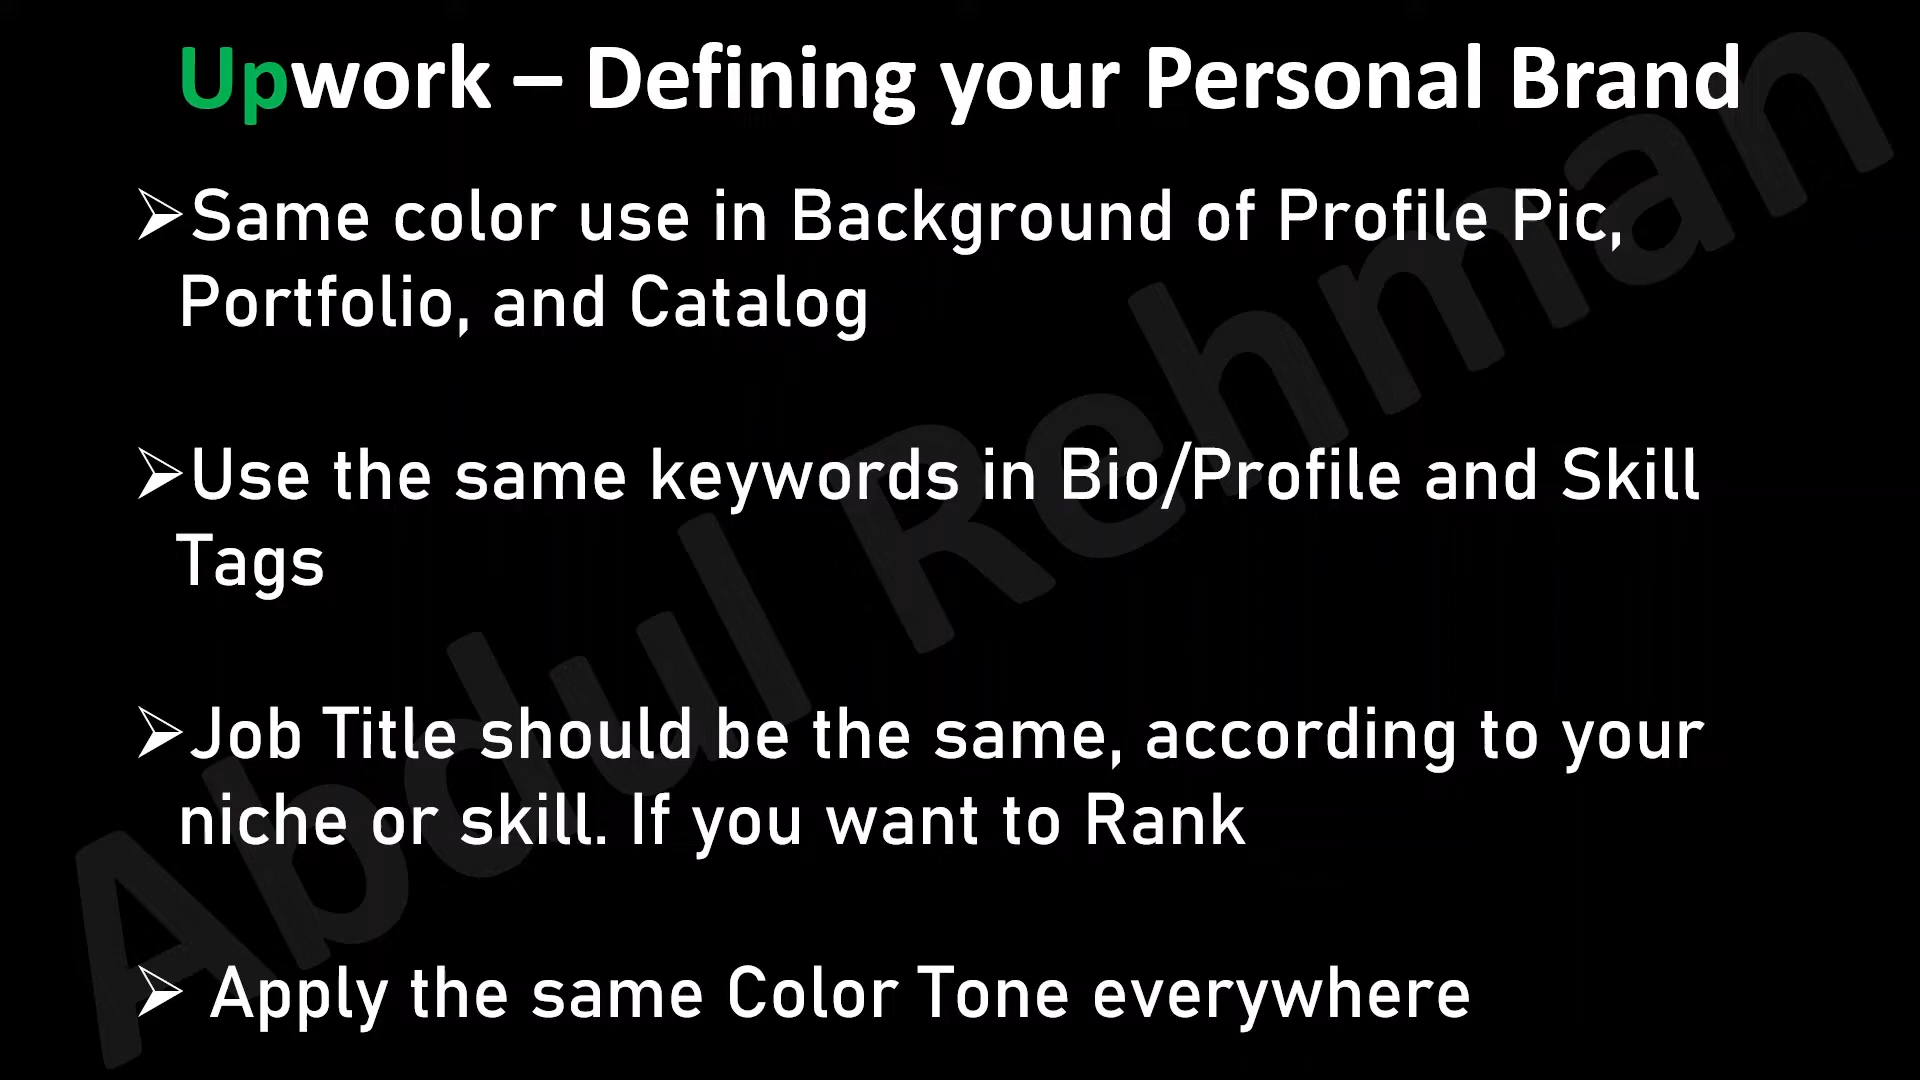 Upwork – Defining your Personal Brand
➢Same color use in Background of Profile Pic,
Portfolio, and Catalog
➢Use the same keywords in Bio/Profile and Skill
Tags
➢Job Title should be the same, according to your
niche or skill. If you want to Rank
➢ Apply the same Color Tone everywhere
Abdul Rehman